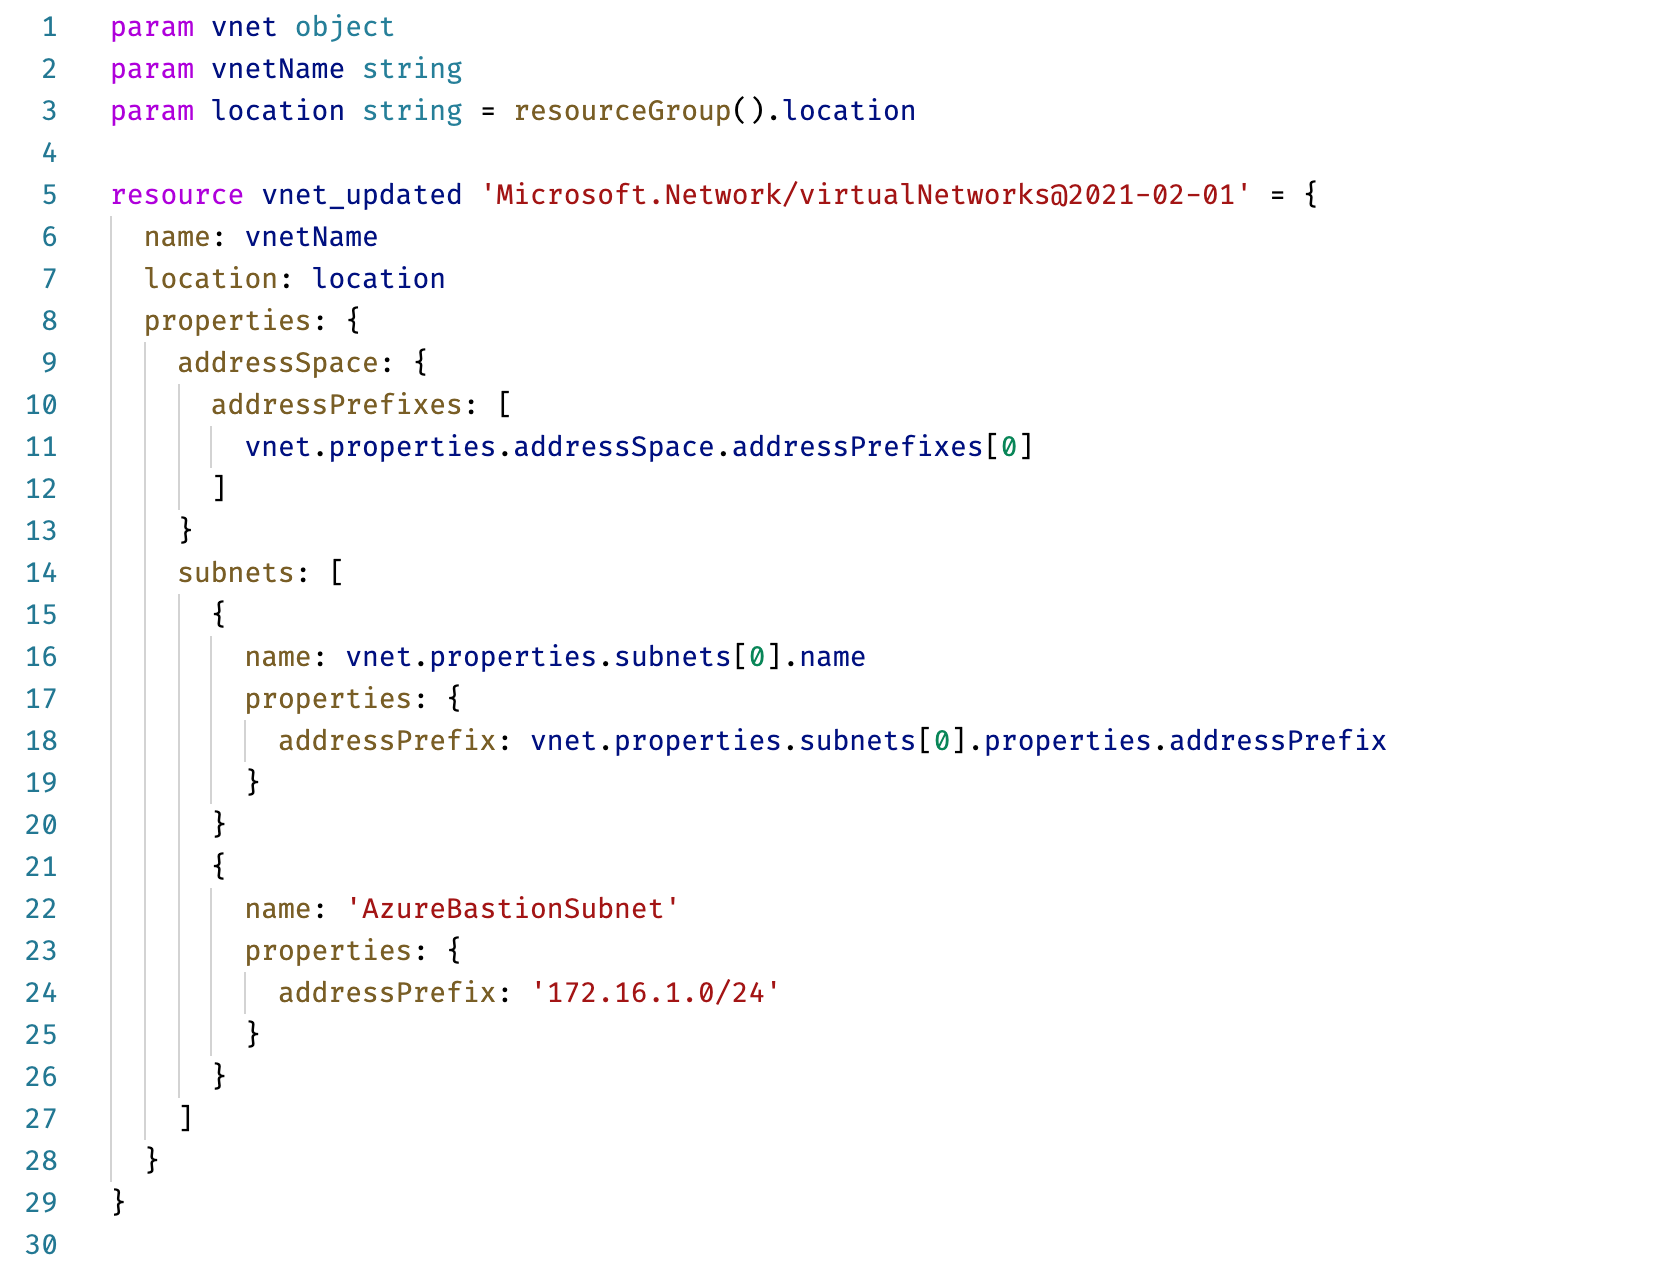 1 param vnet object
2 param vnetName string
3 param location string = resourceGroup().location
4
5 resource vnet_updated 'Microsoft.Network/virtualNetworks@2021-02-01' = {
6   name: vnetName
7   location: location
8   properties: {
9     addressSpace: {
10       addressPrefixes: [
11         vnet.properties.addressSpace.addressPrefixes[0]
12       ]
13     }
14     subnets: [
15       {
16         name: vnet.properties.subnets[0].name
17         properties: {
18           addressPrefix: vnet.properties.subnets[0].properties.addressPrefix
19         }
20       }
21       {
22         name: 'AzureBastionSubnet'
23         properties: {
24           addressPrefix: '172.16.1.0/24'
25         }
26       }
27     ]
28   }
29 }
30